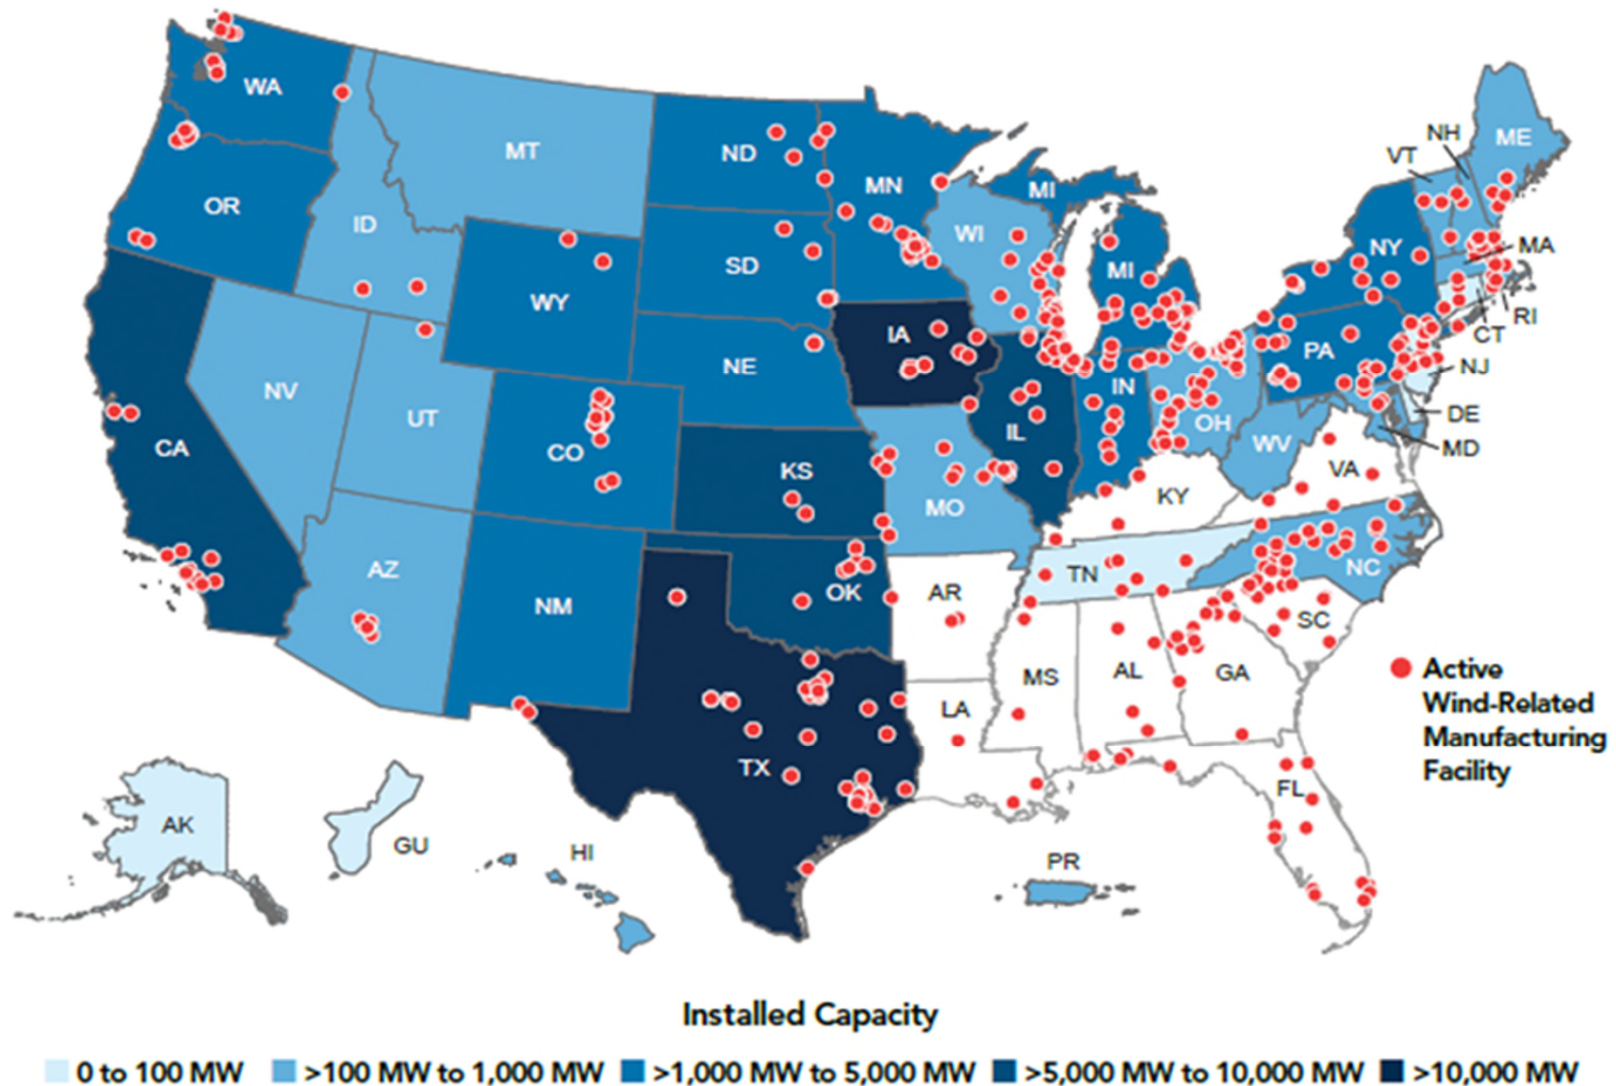 WA
MT
ND
MN
MI
NH
ME
VT
OR
ID
WI
MA
SD
MI
NY
WY
IA
RI
CT
NE
PA
NJ
NV
IN
UT
IL
OH
DE
CA
CO
WV
MD
KS
VA
MO
KY
AZ
NM
OK
AR
TN
NC
SC
MS
AL
GA
LA
TX
FL
Active
Wind-Related
Manufacturing
Facility
AK
GU
HI
PR
Installed Capacity
0 to 100 MW >100 MW to 1,000 MW >1,000 MW to 5,000 MW >5,000 MW to 10,000 MW >10,000 MW